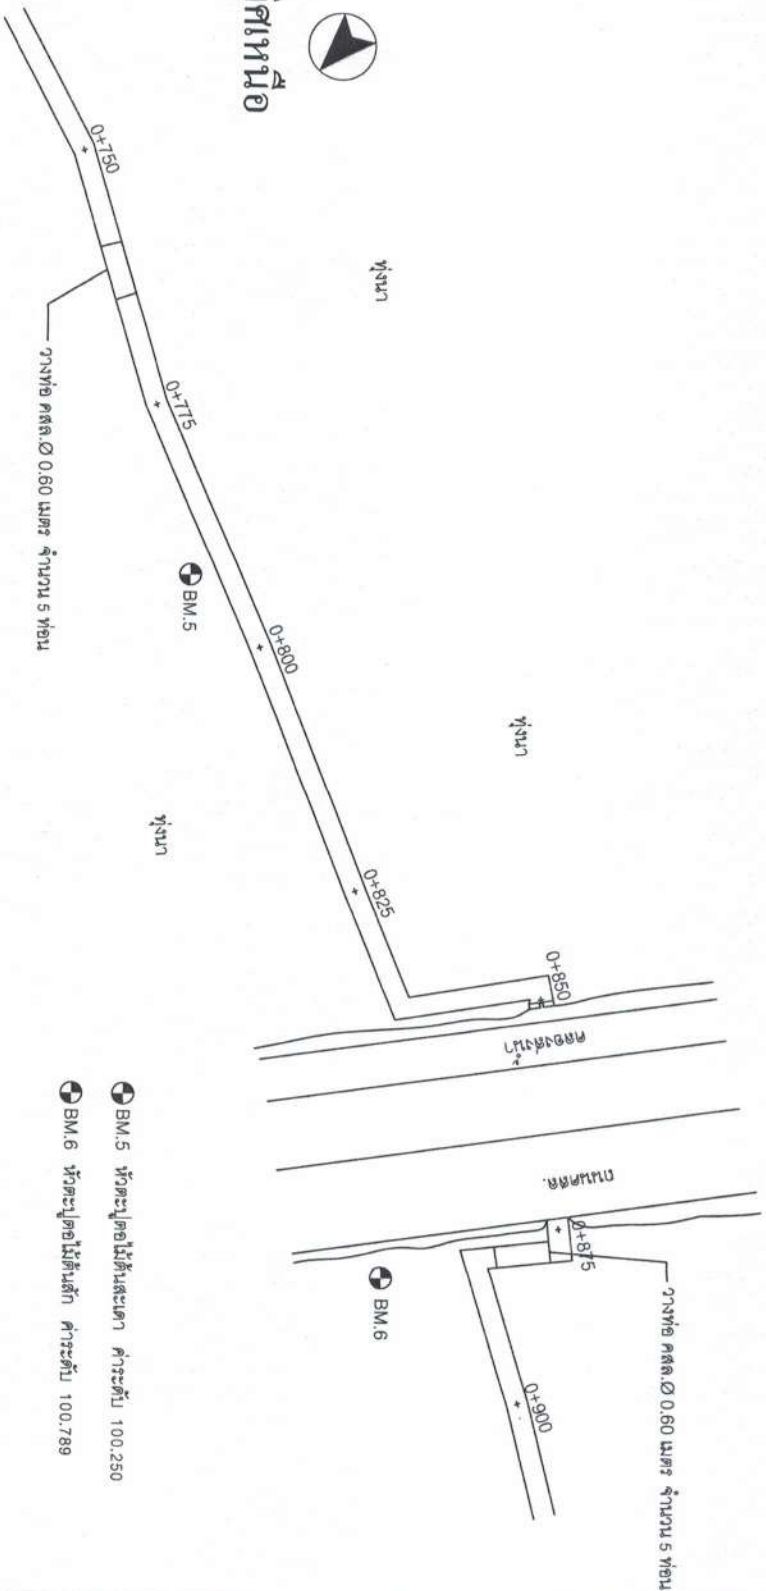 ศเหนือ
0+750
วางท่อ คสล.Ø 0.60 เมตร จำนวน 5 ท่อน
0+775
ทุ่งนา
BM.5
0+800
ทุ่งนา
ทุ่งนา
0+825
0+850
คลองส่งน้ำ
ถนนคสล.
0+875
วางท่อ คสล.Ø 0.60 เมตร จำนวน 5 ท่อน
BM.6
0+900
BM.5 หัวตะปูตอไม้ต้นสะเดา ค่าระดับ 100.250
BM.6 หัวตะปูตอไม้ต้นสัก ค่าระดับ 100.789